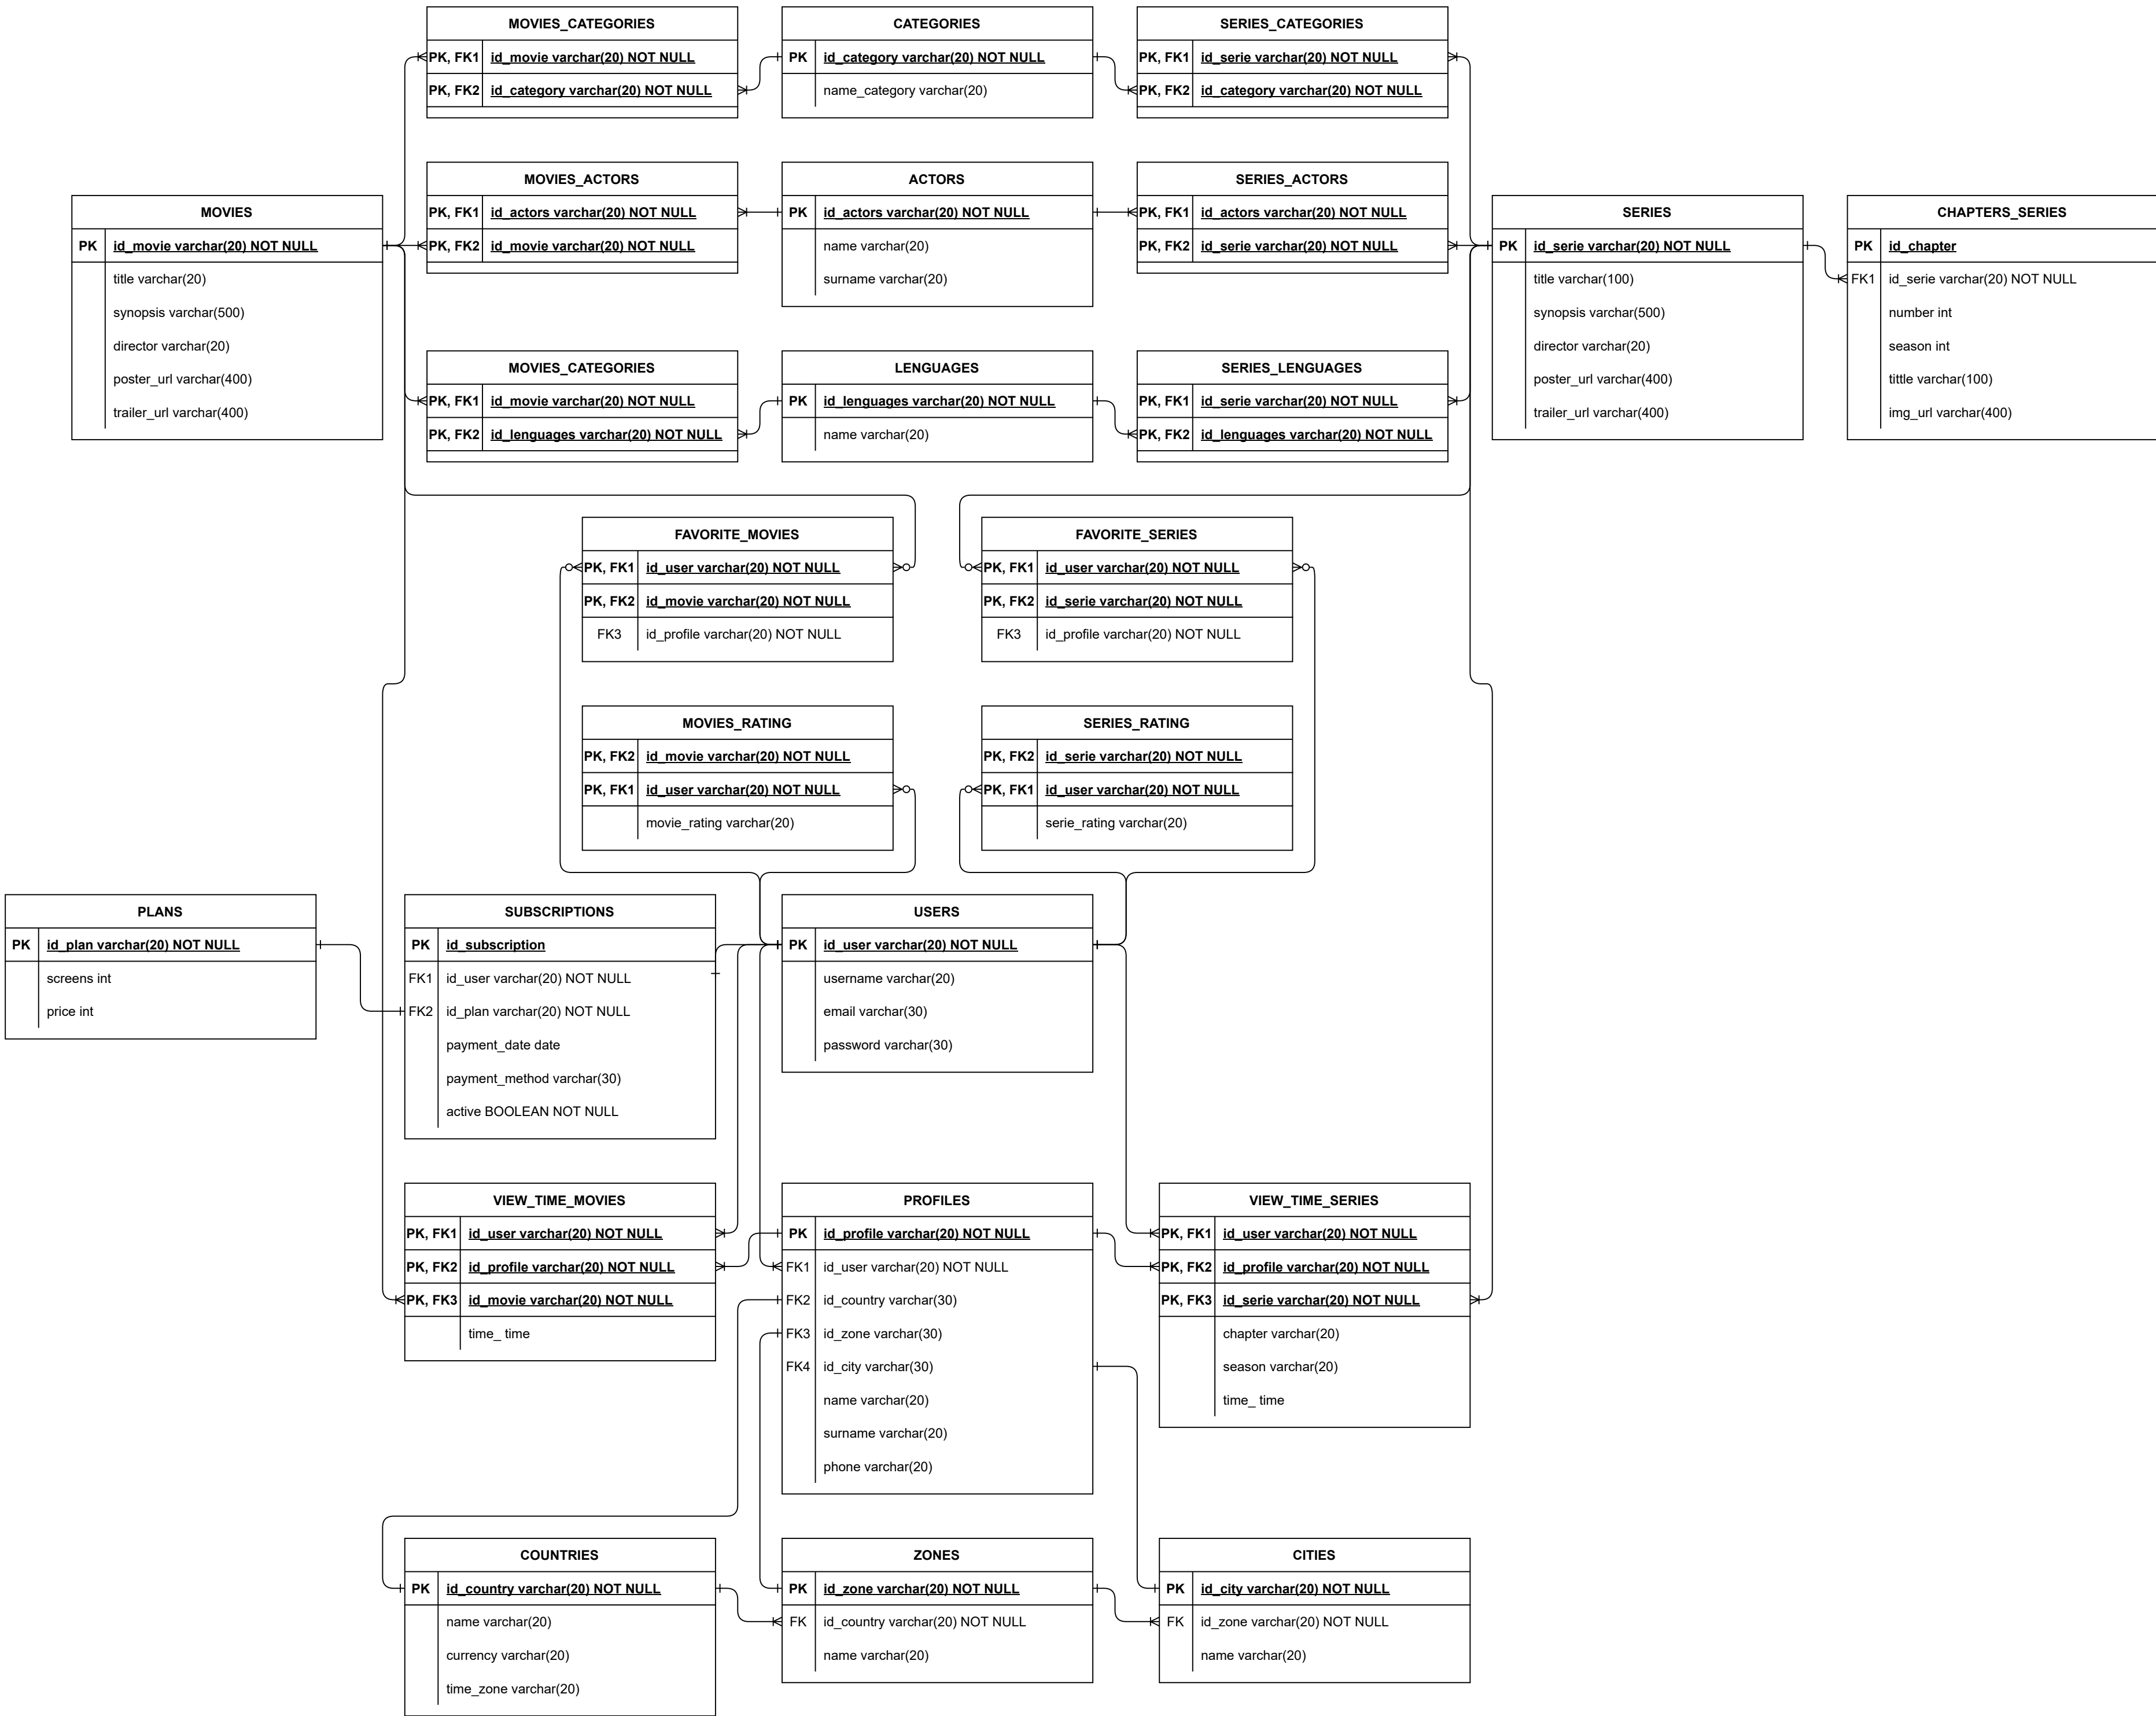 MOVIES_CATEGORIES
PK, FK1 id_movie varchar(20) NOT NULL
PK, FK2 id_category varchar(20) NOT NULL
CATEGORIES
PK id_category varchar(20) NOT NULL
name_category varchar(20)
SERIES_CATEGORIES
PK, FK1 id_serie varchar(20) NOT NULL
PK, FK2 id_category varchar(20) NOT NULL
MOVIES
PK id_movie varchar(20) NOT NULL
title varchar(20)
synopsis varchar(500)
director varchar(20)
poster_url varchar(400)
trailer_url varchar(400)
MOVIES_ACTORS
PK, FK1 id_actors varchar(20) NOT NULL
PK, FK2 id_movie varchar(20) NOT NULL
ACTORS
PK id_actors varchar(20) NOT NULL
name varchar(20)
surname varchar(20)
SERIES_ACTORS
PK, FK1 id_actors varchar(20) NOT NULL
PK, FK2 id_serie varchar(20) NOT NULL
SERIES
PK id_serie varchar(20) NOT NULL
title varchar(100)
synopsis varchar(500)
director varchar(20)
poster_url varchar(400)
trailer_url varchar(400)
CHAPTERS_SERIES
PK id_chapter
FK1 id_serie varchar(20) NOT NULL
number int
season int
tittle varchar(100)
img_url varchar(400)
MOVIES_CATEGORIES
PK, FK1 id_movie varchar(20) NOT NULL
PK, FK2 id_lenguages varchar(20) NOT NULL
LENGUAGES
PK id_lenguages varchar(20) NOT NULL
name varchar(20)
SERIES_LENGUAGES
PK, FK1 id_serie varchar(20) NOT NULL
PK, FK2 id_lenguages varchar(20) NOT NULL
FAVORITE_MOVIES
PK, FK1 id_user varchar(20) NOT NULL
PK, FK2 id_movie varchar(20) NOT NULL
FK3 id_profile varchar(20) NOT NULL
FAVORITE_SERIES
PK, FK1 id_user varchar(20) NOT NULL
PK, FK2 id_serie varchar(20) NOT NULL
FK3 id_profile varchar(20) NOT NULL
MOVIES_RATING
PK, FK2 id_movie varchar(20) NOT NULL
PK, FK1 id_user varchar(20) NOT NULL
movie_rating varchar(20)
SERIES_RATING
PK, FK2 id_serie varchar(20) NOT NULL
PK, FK1 id_user varchar(20) NOT NULL
serie_rating varchar(20)
PLANS
PK id_plan varchar(20) NOT NULL
screens int
price int
SUBSCRIPTIONS
PK id_subscription
FK1 id_user varchar(20) NOT NULL
FK2 id_plan varchar(20) NOT NULL
payment_date date
payment_method varchar(30)
active BOOLEAN NOT NULL
USERS
PK id_user varchar(20) NOT NULL
username varchar(20)
email varchar(30)
password varchar(30)
VIEW_TIME_MOVIES
PK, FK1 id_user varchar(20) NOT NULL
PK, FK2 id_profile varchar(20) NOT NULL
PK, FK3 id_movie varchar(20) NOT NULL
time_ time
PROFILES
PK id_profile varchar(20) NOT NULL
FK1 id_user varchar(20) NOT NULL
FK2 id_country varchar(30)
FK3 id_zone varchar(30)
FK4 id_city varchar(30)
name varchar(20)
surname varchar(20)
phone varchar(20)
VIEW_TIME_SERIES
PK, FK1 id_user varchar(20) NOT NULL
PK, FK2 id_profile varchar(20) NOT NULL
PK, FK3 id_serie varchar(20) NOT NULL
chapter varchar(20)
season varchar(20)
time_ time
COUNTRIES
PK id_country varchar(20) NOT NULL
name varchar(20)
currency varchar(20)
time_zone varchar(20)
ZONES
PK id_zone varchar(20) NOT NULL
FK id_country varchar(20) NOT NULL
name varchar(20)
CITIES
PK id_city varchar(20) NOT NULL
FK id_zone varchar(20) NOT NULL
name varchar(20)